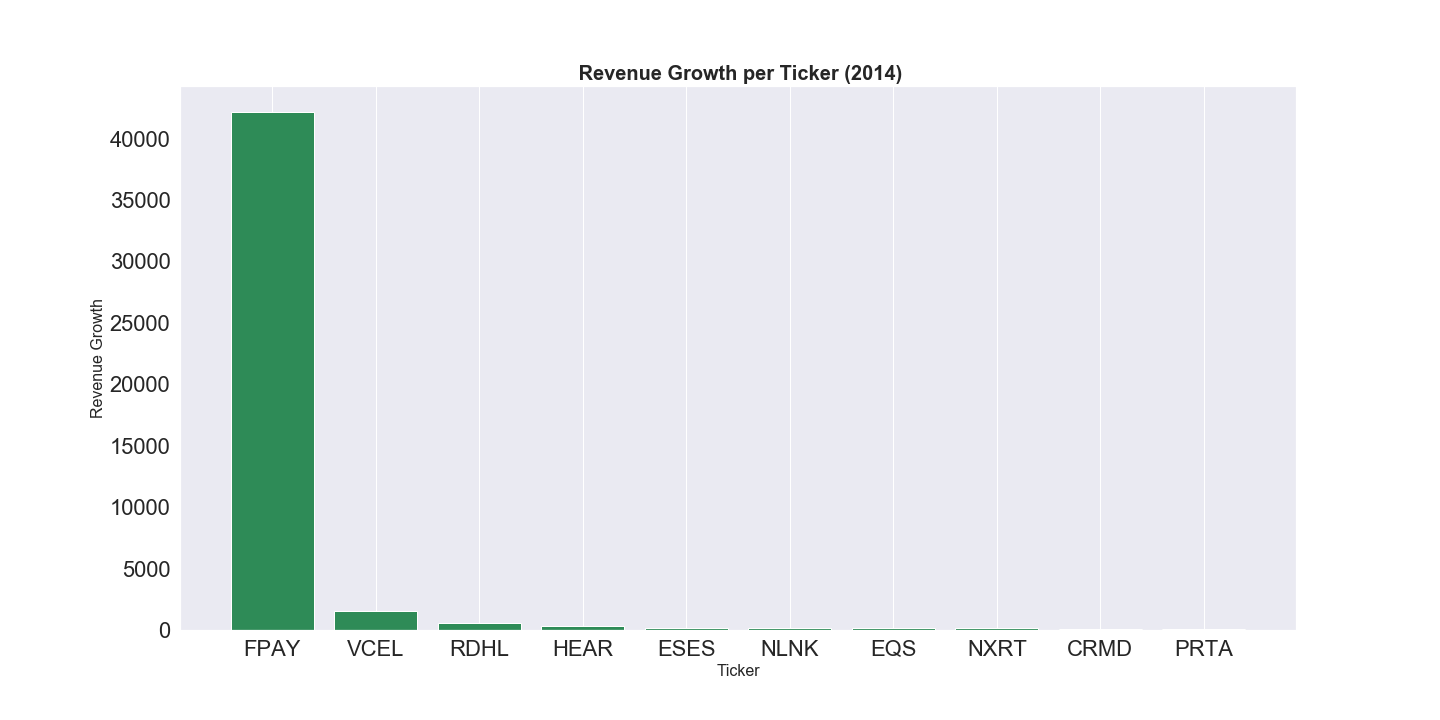 Revenue Growth per Ticker (2014)
40000
35000
30000
25000
20000
15000
10000
5000
0
Revenue Growth
FPAY VCEL RDHL HEAR ESES NLNK EQS NXRT CRMD PRTA
Ticker